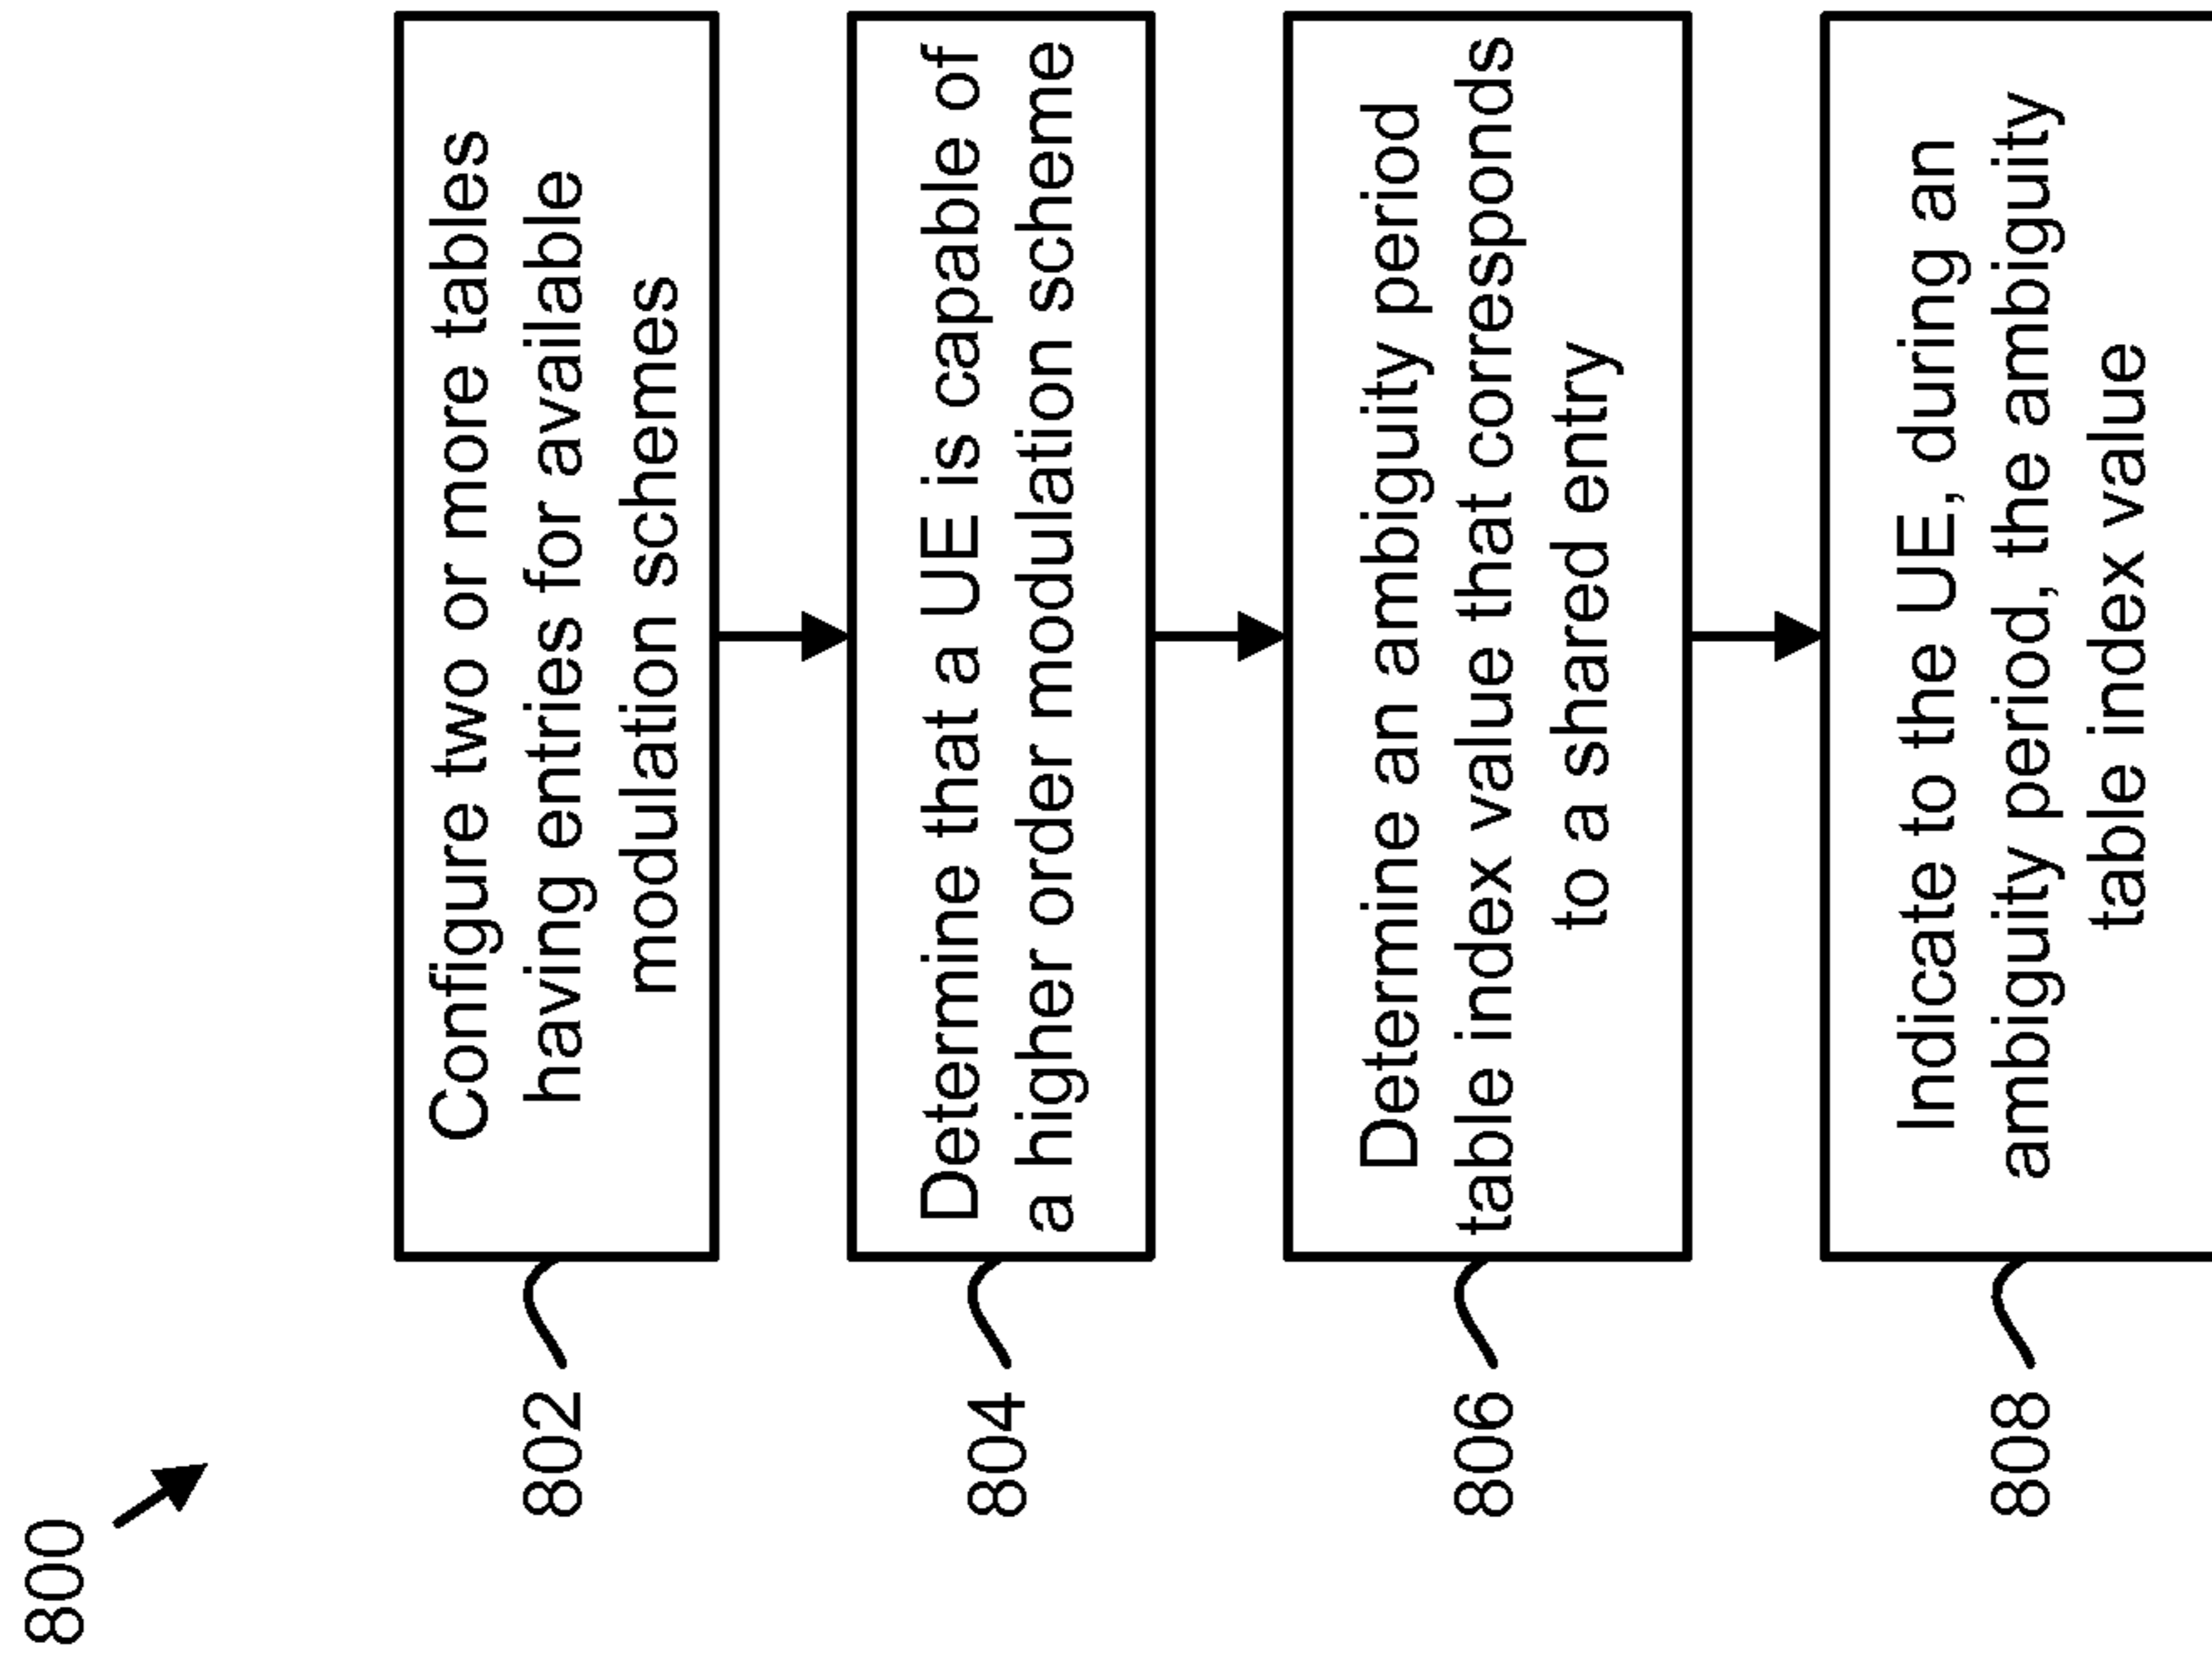 800
802
Configure two or more tables
having entries for available
modulation schemes
804
Determine that a UE is capable of
a higher order modulation scheme
806
Determine an ambiguity period
table index value that corresponds
to a shared entry
808
Indicate to the UE, during an
ambiguity period, the ambiguity
table index value